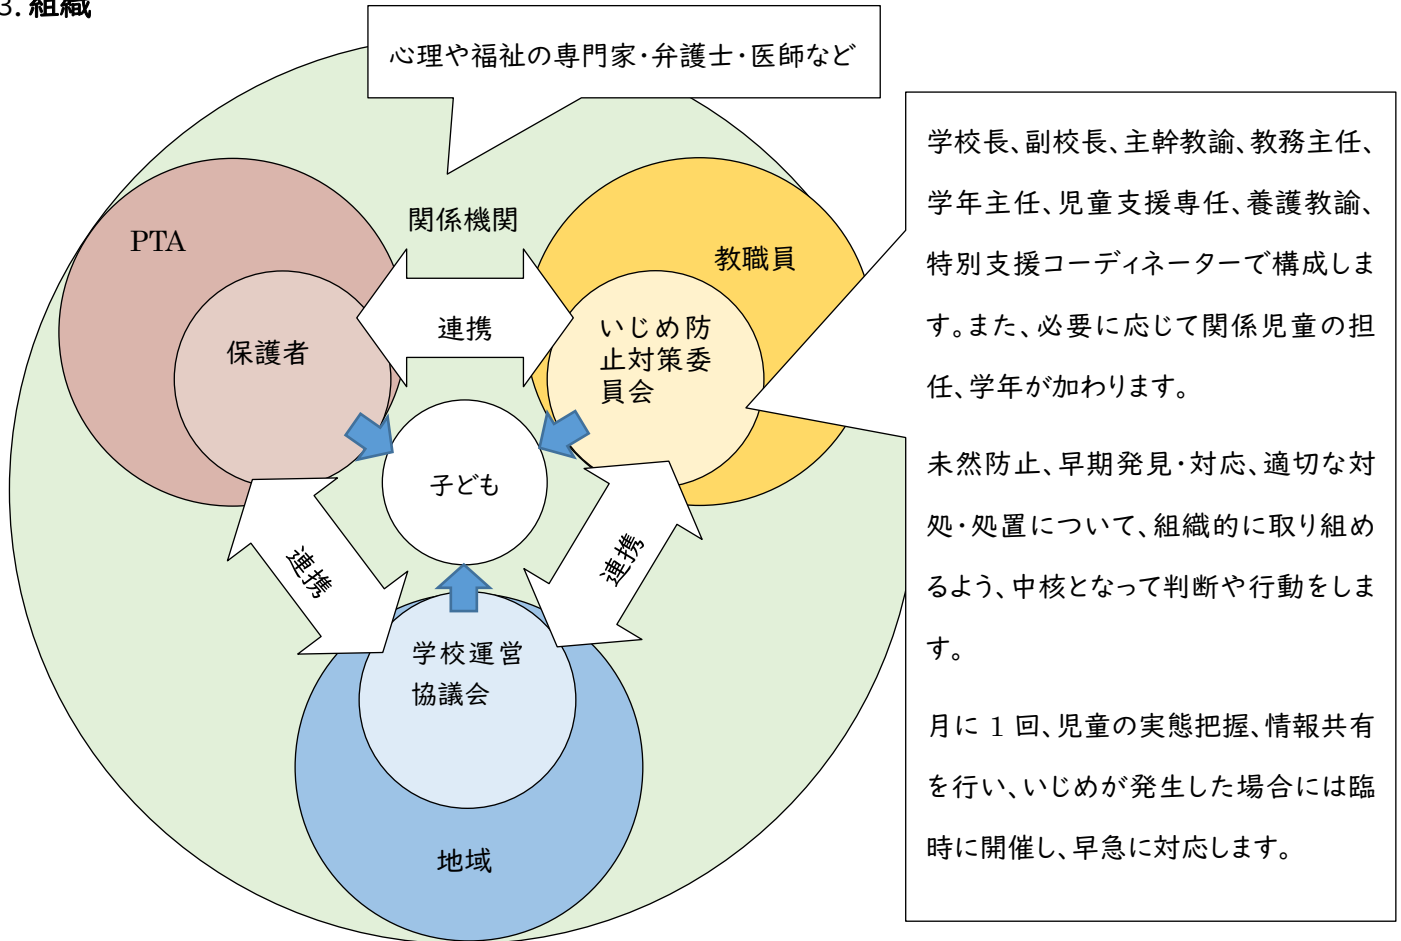 3. 組織
心理や福祉の専門家・弁護士・医師など
関係機関
PTA
保護者
連携
教職員
いじめ防
止対策委
員会
子ども
連携
連携
学校運営
協議会
地域
学校長、副校長、主幹教諭、教務主任、
学年主任、児童支援専任、養護教諭、
特別支援コーディネーターで構成しま
す。また、必要に応じて関係児童の担
任、学年が加わります。
未然防止、早期発見・対応、適切な対
処・処置について、組織的に取り組め
るよう、中核となって判断や行動をしま
す。
月に 1 回、児童の実態把握、情報共有
を行い、いじめが発生した場合には臨
時に開催し、早急に対応します。